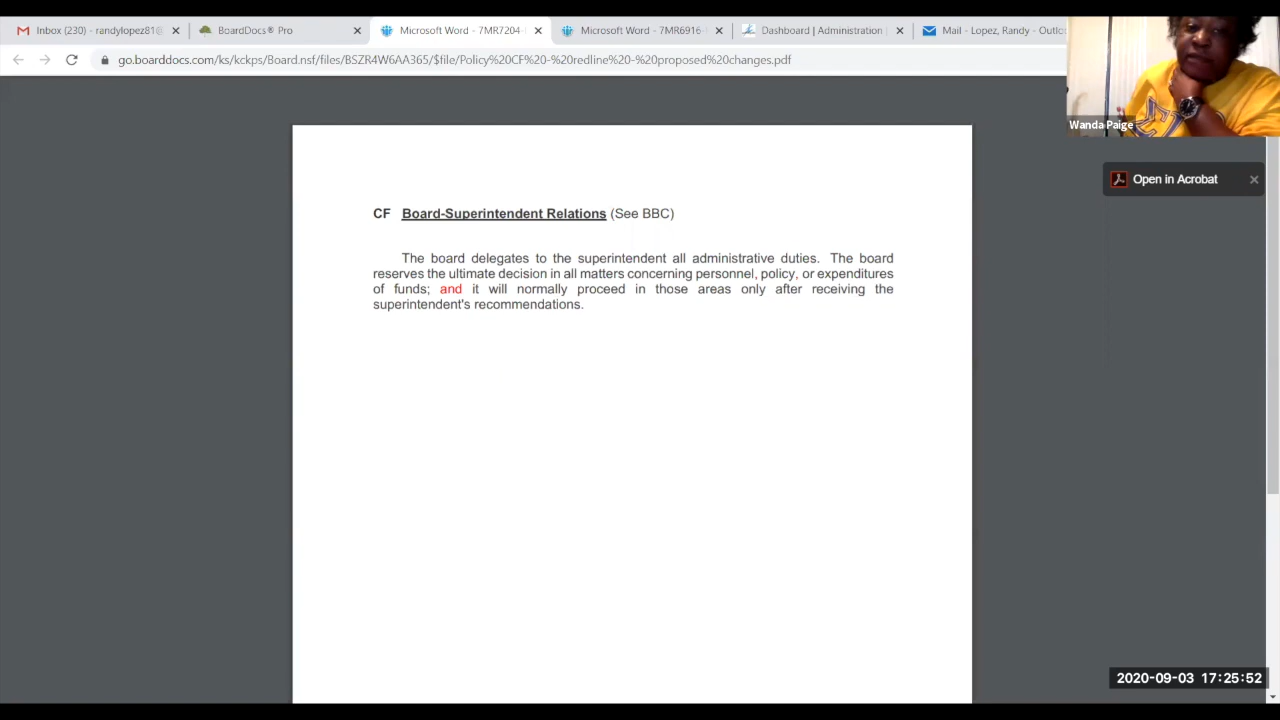 Inbox (230) - randylopez81@
BoardDocs® Pro
Microsoft Word - 7MR7204
Microsoft Word - 7MR6916
Dashboard | Administration
Mail - Lopez, Randy - Outlo
go.boarddocs.com/ks/kckps/Board.nsf/files/BSZR4W6AA365/$file/Policy%20CF%20-%20redline%20-%20proposed%20changes.pdf
Wanda Paige
Open in Acrobat
CF Board-Superintendent Relations (See BBC)
The board delegates to the superintendent all administrative duties. The board
reserves the ultimate decision in all matters concerning personnel, policy, or expenditures
of funds; and it will normally proceed in those areas only after receiving the
superintendent's recommendations.
2020-09-03 17:25:52